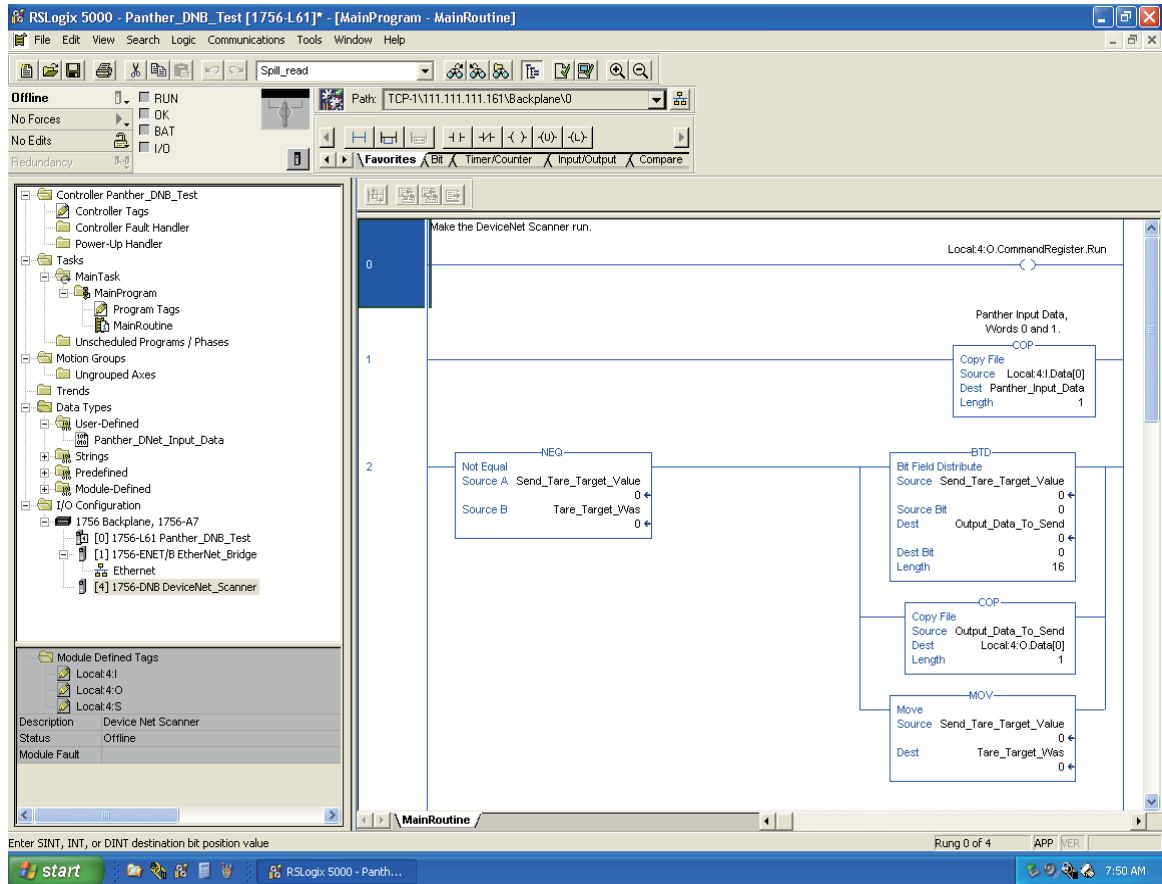 RSLogix 5000 - Panther_DNB_Test [1756-L61]* - [MainProgram - MainRoutine]
File Edit View Search Logic Communications Tools Window Help
Spill_read
Offline
RUN
No Forces
OK
No Edits
BAT
Redundancy
I/O
Path: TCP-1\111.111.111.161\Backplane\0
Favorites Bit Timer/Counter Input/Output Compare
Controller Panther_DNB_Test
Controller Tags
Controller Fault Handler
Power-Up Handler
Tasks
MainTask
MainProgram
Program Tags
MainRoutine
Unscheduled Programs / Phases
Motion Groups
Ungrouped Axes
Trends
Data Types
User-Defined
Panther_DNet_Input_Data
Strings
Predefined
Module-Defined
I/O Configuration
1756 Backplane, 1756-A7
[0] 1756-L61 Panther_DNB_Test
[1] 1756-ENET/B EtherNet_Bridge
Ethernet
[4] 1756-DNB DeviceNet_Scanner
Module Defined Tags
Local:4:I
Local:4:O
Local:4:S
Description Device Net Scanner
Status Offline
Module Fault
Make the DeviceNet Scanner run.
0
Local:4:O.CommandRegister.Run
Panther Input Data,
Words 0 and 1.
1
COP
Copy File
Source Local:4:I.Data[0]
Dest Panther_Input_Data
Length 1
2
NEQ
Not Equal
Source A Send_Tare_Target_Value
0
Source B Tare_Target_Was
0
BTD
Bit Field Distribute
Source Send_Tare_Target_Value
0
Source Bit 0
Dest Output_Data_To_Send
0
Dest Bit 0
Length 16
COP
Copy File
Source Output_Data_To_Send
Dest Local:4:O.Data[0]
Length 1
MOV
Move
Source Send_Tare_Target_Value
0
Dest Tare_Target_Was
0
MainRoutine
Enter SINT, INT, or DINT destination bit position value
Rung 0 of 4 APP VER
start
RSLogix 5000 - Panth...
7:50 AM